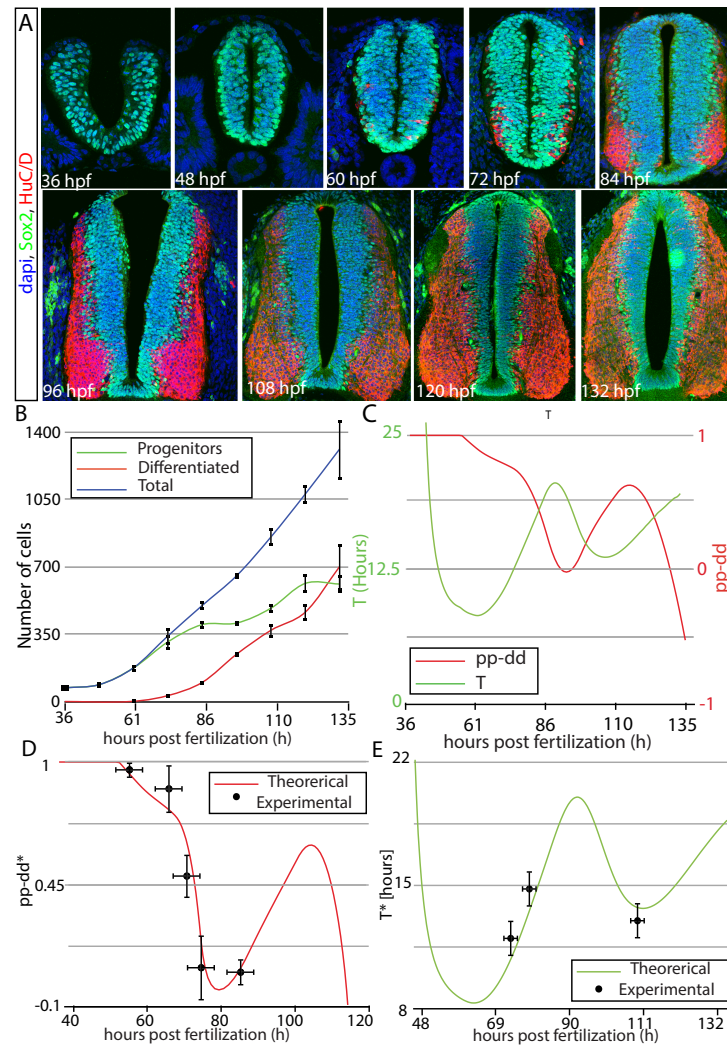 A
dapi, Sox2, HuC/D
36 hpf
48 hpf
60 hpf
72 hpf
84 hpf
96 hpf
108 hpf
120 hpf
132 hpf
B
Number of cells
1400
1050
700
350
0
Progenitors
Differentiated
Total
36
61
86
110
135
hours post fertilization (h)
C
T
T (Hours)
25
12.5
0
1
0
-1
pp-dd
pp-dd
T
36
61
86
110
135
hours post fertilization (h)
D
pp-dd*
1
0.45
-0.1
Theorerical
Experimental
40
60
80
100
120
hours post fertilization (h)
E
T* [hours]
22
15
8
Theorerical
Experimental
48
69
90
111
132
hours post fertilization (h)